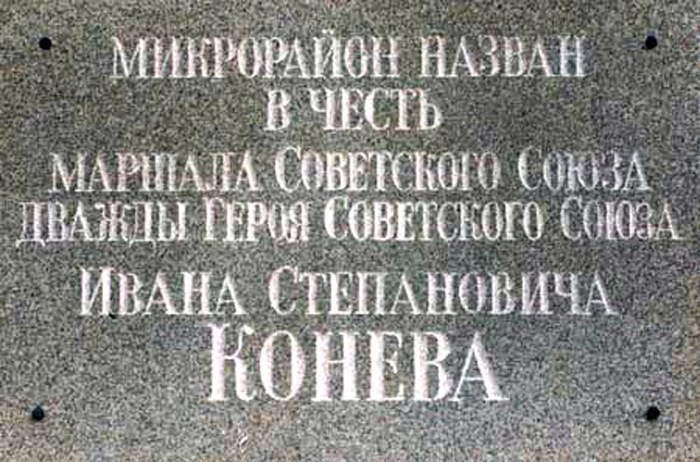 Микрорайон назван
в честь
маршала Советского Союза
дважды Героя Советского Союза
Ивана Степановича
Конева